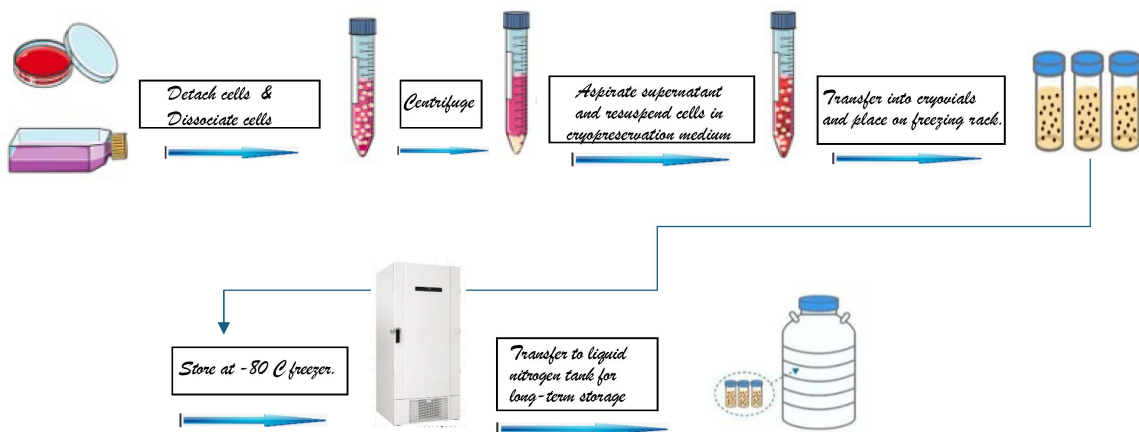 Detach cells &
Dissociate cells
Centrifuge
Aspirate supernatant
and resuspend cells in
cryopreservation medium
Transfer into cryovials
and place on freezing rack.
Store at -80 C freezer.
Transfer to liquid
nitrogen tank for
long-term storage